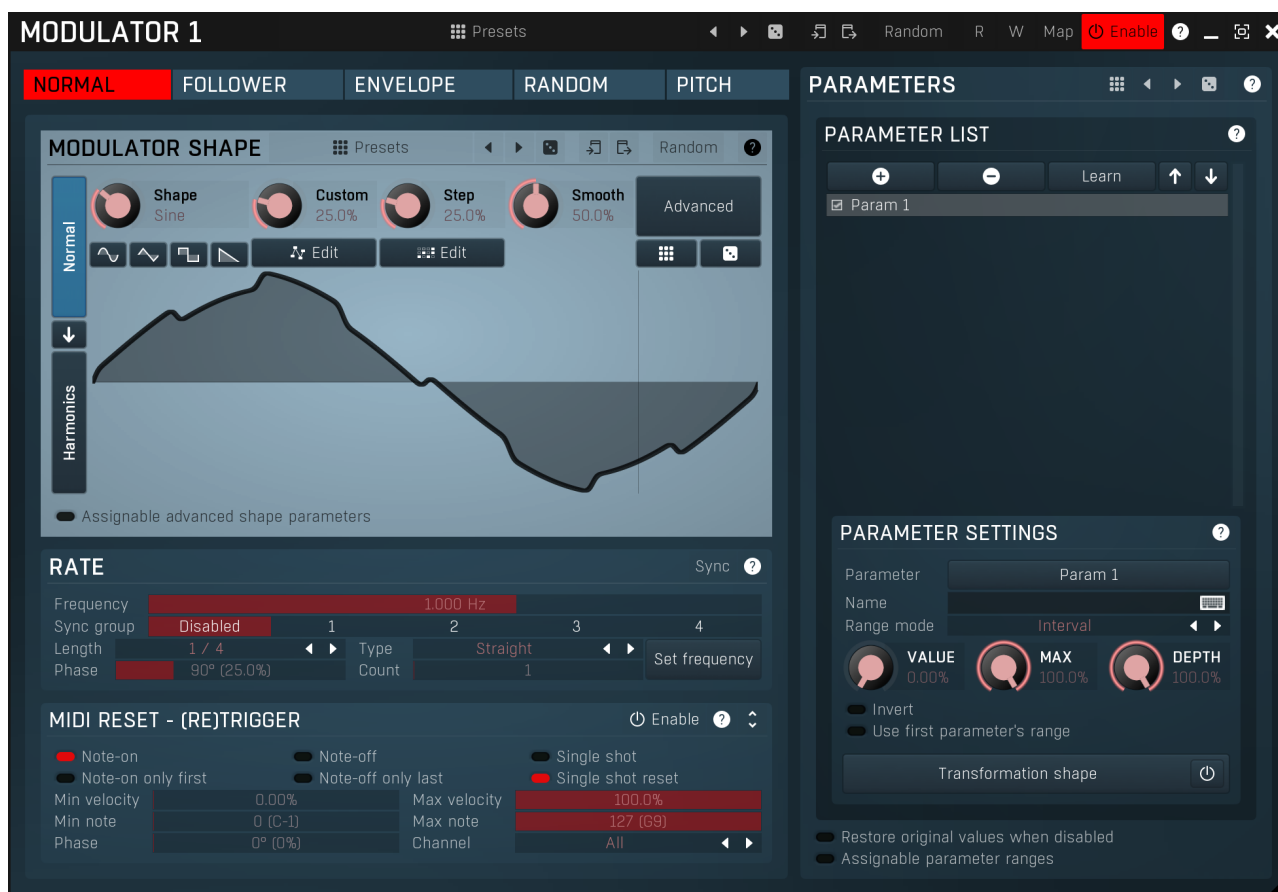 MODULATOR 1 Presets Random R W Map Enable ?
NORMAL FOLLOWER ENVELOPE RANDOM PITCH
MODULATOR SHAPE Presets Random ?
Shape Custom Step Smooth
Sine 25.0% 25.0% 50.0%
Advanced
Edit Edit
Normal
Harmonics
Assignable advanced shape parameters
RATE Sync ?
Frequency 1.000 Hz
Sync group Disabled 1 2 3 4
Length 1 / 4 Type Straight
Set frequency
Phase 90° (25.0%) Count 1
MIDI RESET - (RE)TRIGGER Enable ?
Note-on Note-off Single shot
Note-on only first Note-off only last Single shot reset
Min velocity 0.00% Max velocity 100.0%
Min note 0 (C-1) Max note 127 (G9)
Phase 0° (0%) Channel All
PARAMETERS ?
PARAMETER LIST ?
Learn
Param 1
PARAMETER SETTINGS ?
Parameter Param 1
Name
Range mode Interval
VALUE MAX DEPTH
0.00% 100.0% 100.0%
Invert
Use first parameter's range
Transformation shape
Restore original values when disabled
Assignable parameter ranges